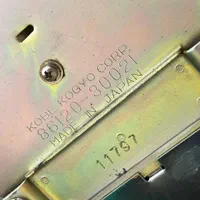 KOBE KOGYO CORP.
86120-30021
MADE IN JAPAN
11797